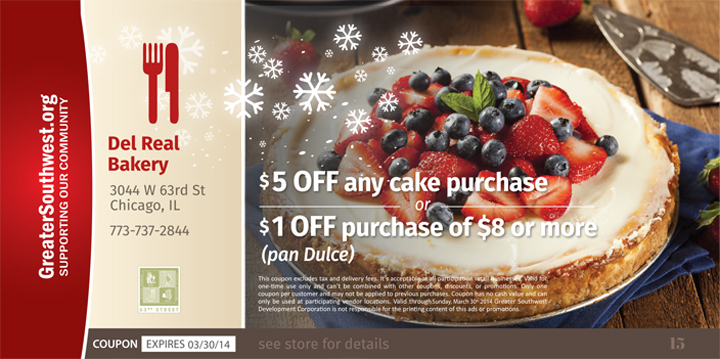 GreaterSouthwest.org
SUPPORTING OUR COMMUNITY
Del Real
Bakery
3044 W 63rd St
Chicago, IL
773-737-2844
63RD STREET
$5 OFF any cake purchase
or
$1 OFF purchase of $8 or more
(pan Dulce)
This coupon excludes tax and delivery fees. It's acceptable at all participation retail businesses. Valid for
one-time use only and can't be combined with other coupons, discounts, or promotions. Only one
coupon per customer and may not be applied to previous purchases. Coupon has no cash value and can
only be used at participating vendor locations. Valid through Sunday, March 30th 2014 Greater Southwest
Development Corporation is not responsible for the printing content of this ads or promotions.
COUPON EXPIRES 03/30/14 see store for details 15